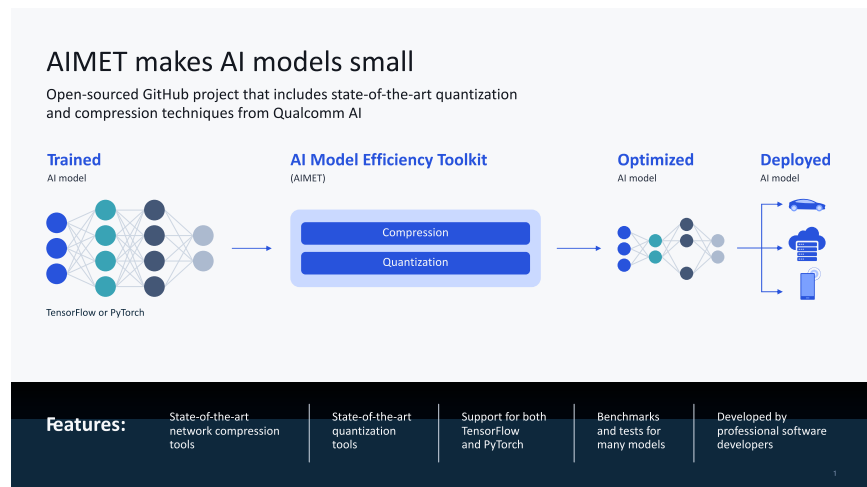 AIMET makes AI models small
Open-sourced GitHub project that includes state-of-the-art quantization
and compression techniques from Qualcomm AI
Trained
AI model
AI Model Efficiency Toolkit
(AIMET)
Optimized
AI model
Deployed
AI model
Compression
Quantization
TensorFlow or PyTorch
Features:
State-of-the-art
network compression
tools
State-of-the-art
quantization
tools
Support for both
TensorFlow
and PyTorch
Benchmarks
and tests for
many models
Developed by
professional software
developers
1